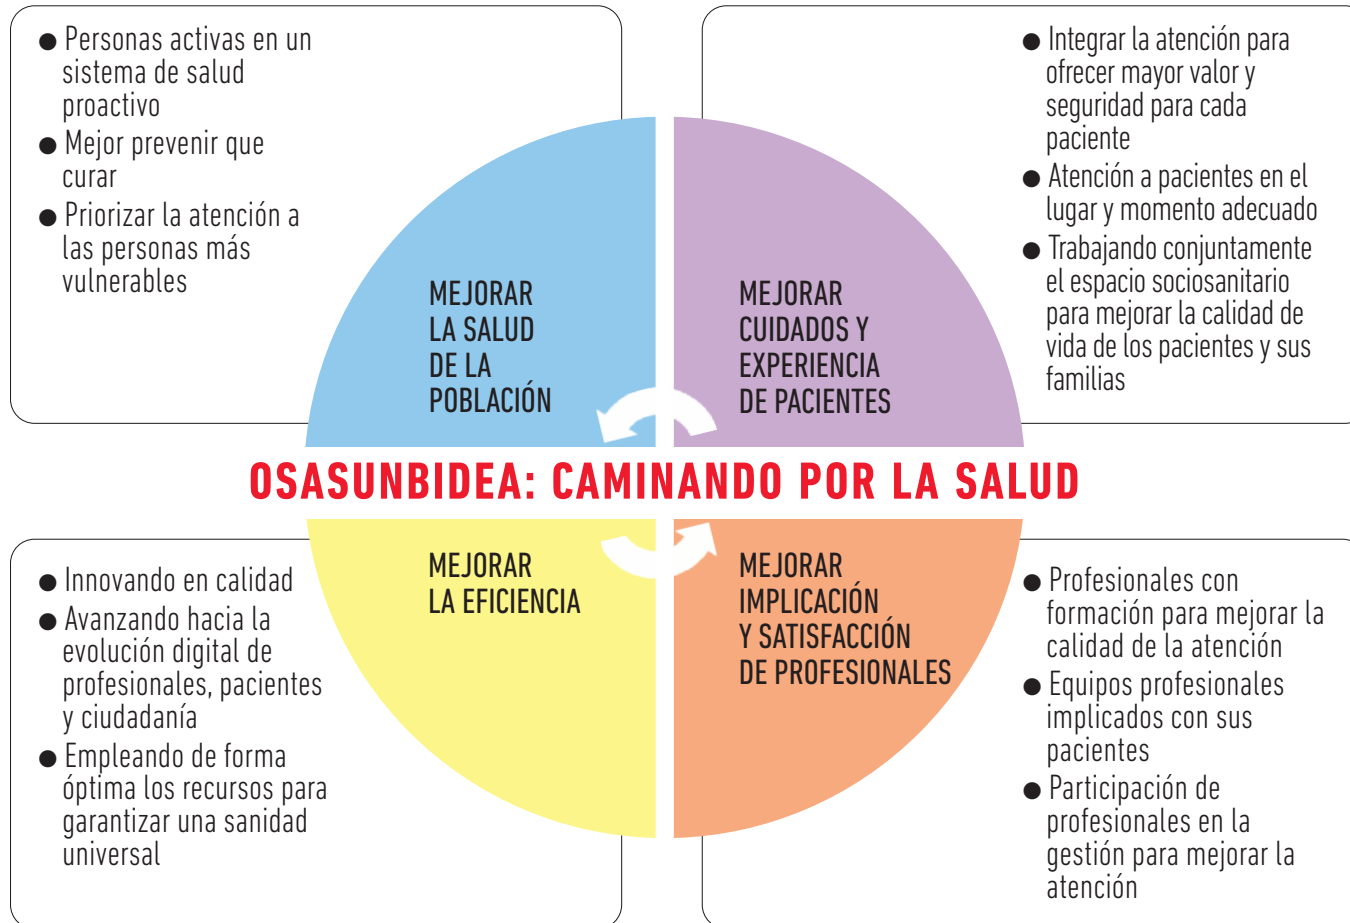 ● Personas activas en un
sistema de salud
proactivo
● Mejor prevenir que
curar
● Priorizar la atención a
las personas más
vulnerables
● Integrar la atención para
ofrecer mayor valor y
seguridad para cada
paciente
● Atención a pacientes en el
lugar y momento adecuado
● Trabajando conjuntamente
el espacio sociosanitario
para mejorar la calidad de
vida de los pacientes y sus
familias
MEJORAR
LA SALUD
DE LA
POBLACIÓN
MEJORAR
CUIDADOS Y
EXPERIENCIA
DE PACIENTES
OSASUNBIDEA: CAMINANDO POR LA SALUD
MEJORAR
LA EFICIENCIA
MEJORAR
IMPLICACIÓN
Y SATISFACCIÓN
DE PROFESIONALES
● Innovando en calidad
● Avanzando hacia la
evolución digital de
profesionales, pacientes
y ciudadanía
● Empleando de forma
óptima los recursos para
garantizar una sanidad
universal
● Profesionales con
formación para mejorar la
calidad de la atención
● Equipos profesionales
implicados con sus
pacientes
● Participación de
profesionales en la
gestión para mejorar la
atención